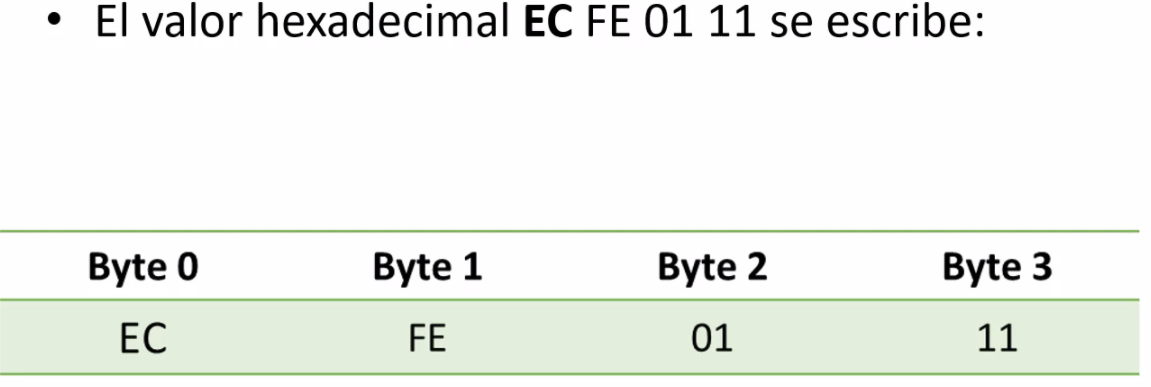 • El valor hexadecimal EC FE 01 11 se escribe:
Byte 0 Byte 1 Byte 2 Byte 3
EC FE 01 11